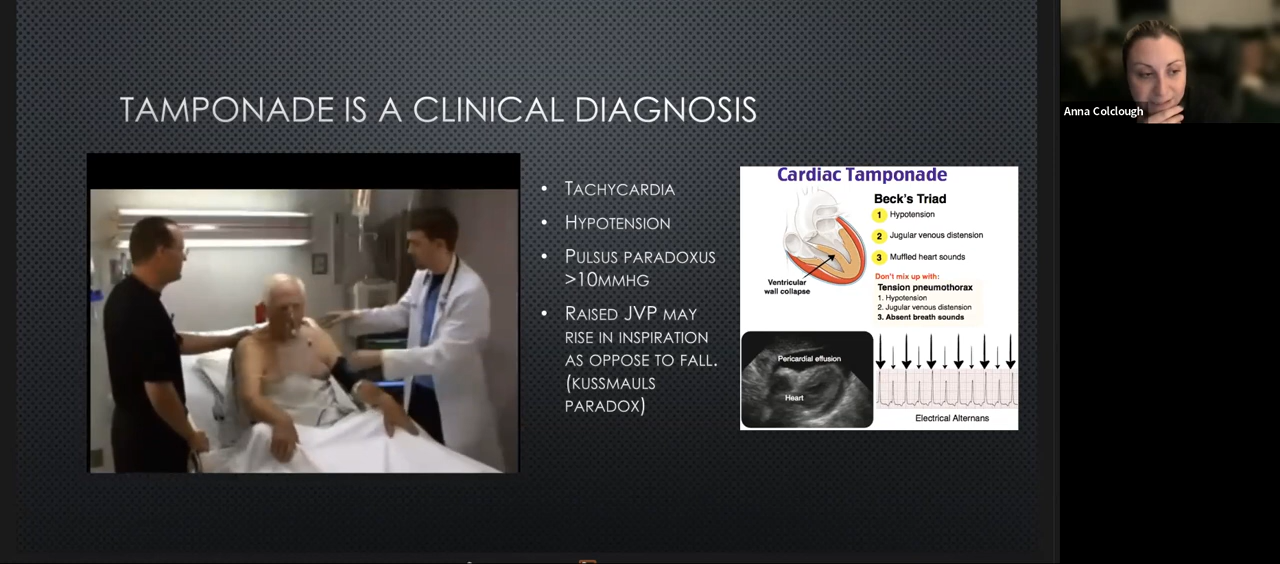 TAMPONADE IS A CLINICAL DIAGNOSIS
• TACHYCARDIA
• HYPOTENSION
• PULSUS PARADOXUS
>10MMHG
• RAISED JVP MAY
RISE IN INSPIRATION
AS OPPOSE TO FALL.
(KUSSMAULS
PARADOX)
Cardiac Tamponade
Beck's Triad
1 Hypotension
2 Jugular venous distension
3 Muffled heart sounds
Ventricular
wall collapse
Don't mix up with:
Tension pneumothorax
1. Hypotension
2. Jugular venous distension
3. Absent breath sounds
Pericardial effusion
Heart
Electrical Alternans
Anna Colclough